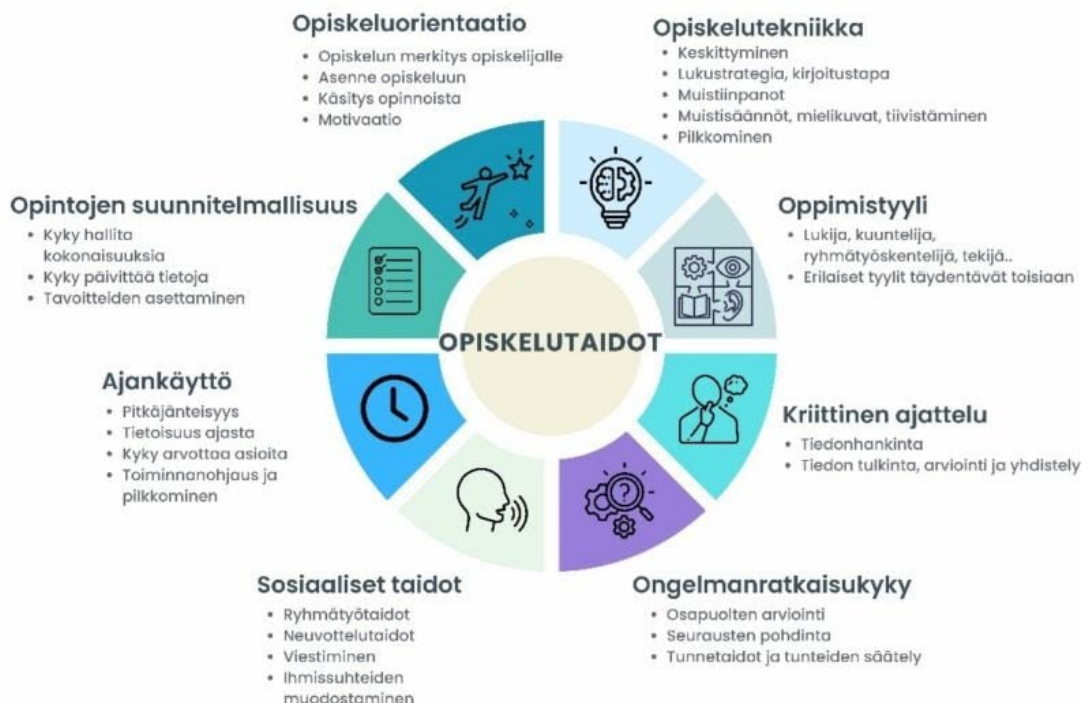 Opiskeluorientaatio
• Opiskelun merkitys opiskelijalle
• Asenne opiskeluun
• Käsitys opinnoista
• Motivaatio
Opiskelutekniikka
• Keskittyminen
• Lukustrategia, kirjoitustapa
• Muistiinpanot
• Muistisäännöt, mielikuvat, tiivistäminen
• Pilkkominen
Opintojen suunnitelmallisuus
• Kyky hallita
kokonaisuuksia
• Kyky päivittää tietoja
• Tavoitteiden asettaminen
Oppimistyyli
• Lukija, kuuntelija,
ryhmätyöskentelijä, tekijä..
• Erilaiset tyylit täydentävät toisiaan
OPISKELUTAIDOT
Ajankäyttö
• Pitkäjänteisyys
• Tietoisuus ajasta
• Kyky arvottaa asioita
• Toiminnanohjaus ja
pilkkominen
Kriittinen ajattelu
• Tiedonhankinta
• Tiedon tulkinta, arviointi ja yhdistely
Sosiaaliset taidot
• Ryhmätyötaidot
• Neuvottelutaidot
• Viestiminen
• Ihmissuhteiden
muodostaminen
Ongelmanratkaisukyky
• Osapuolten arviointi
• Seurausten pohdinta
• Tunnetaidot ja tunteiden säätely
?